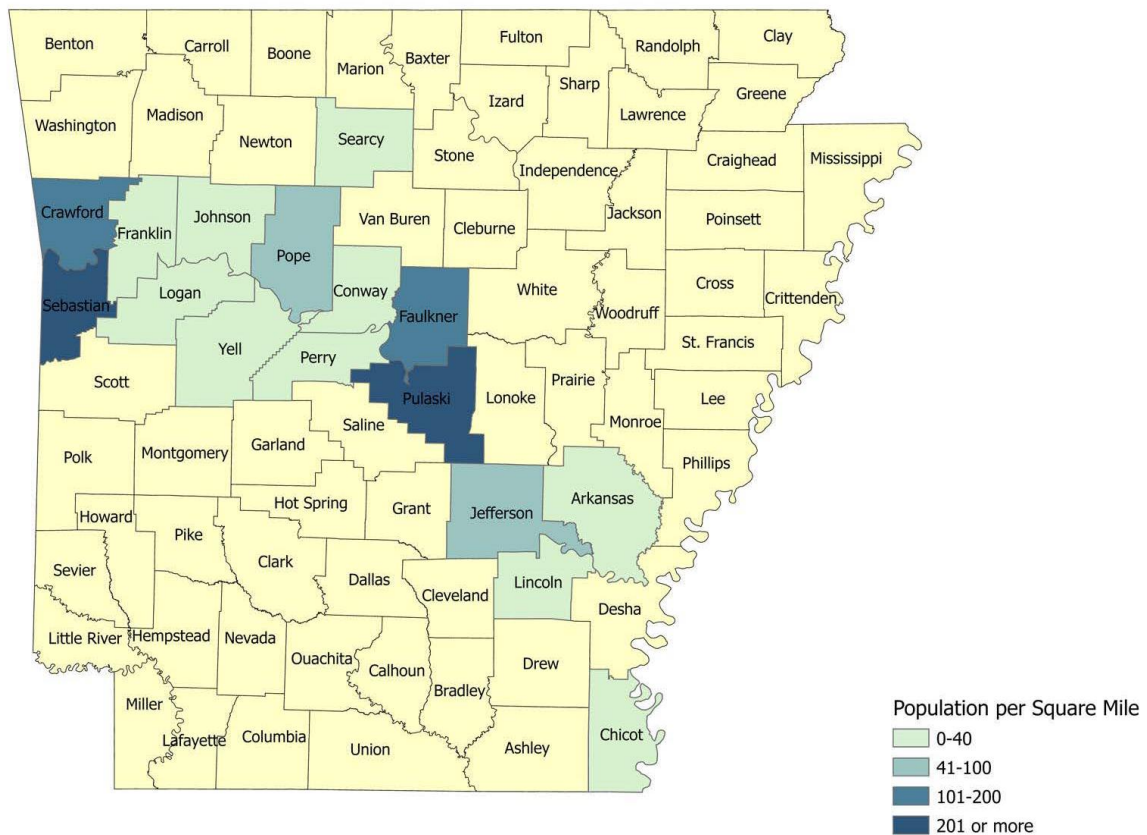 Benton
Carroll
Boone
Marion
Baxter
Fulton
Randolph
Clay
Sharp
Izard
Greene
Lawrence
Washington
Madison
Newton
Searcy
Stone
Independence
Craighead
Mississippi
Crawford
Franklin
Johnson
Pope
Van Buren
Cleburne
Jackson
Poinsett
Logan
Conway
White
Woodruff
Cross
Crittenden
Sebastian
Faulkner
St. Francis
Yell
Perry
Scott
Pulaski
Lonoke
Prairie
Monroe
Lee
Saline
Garland
Polk
Montgomery
Phillips
Hot Spring
Grant
Jefferson
Arkansas
Howard
Pike
Clark
Sevier
Dallas
Cleveland
Lincoln
Desha
Little River
Hempstead
Nevada
Ouachita
Calhoun
Bradley
Drew
Miller
Lafayette
Columbia
Union
Ashley
Chicot
Population per Square Mile
0-40
41-100
101-200
201 or more